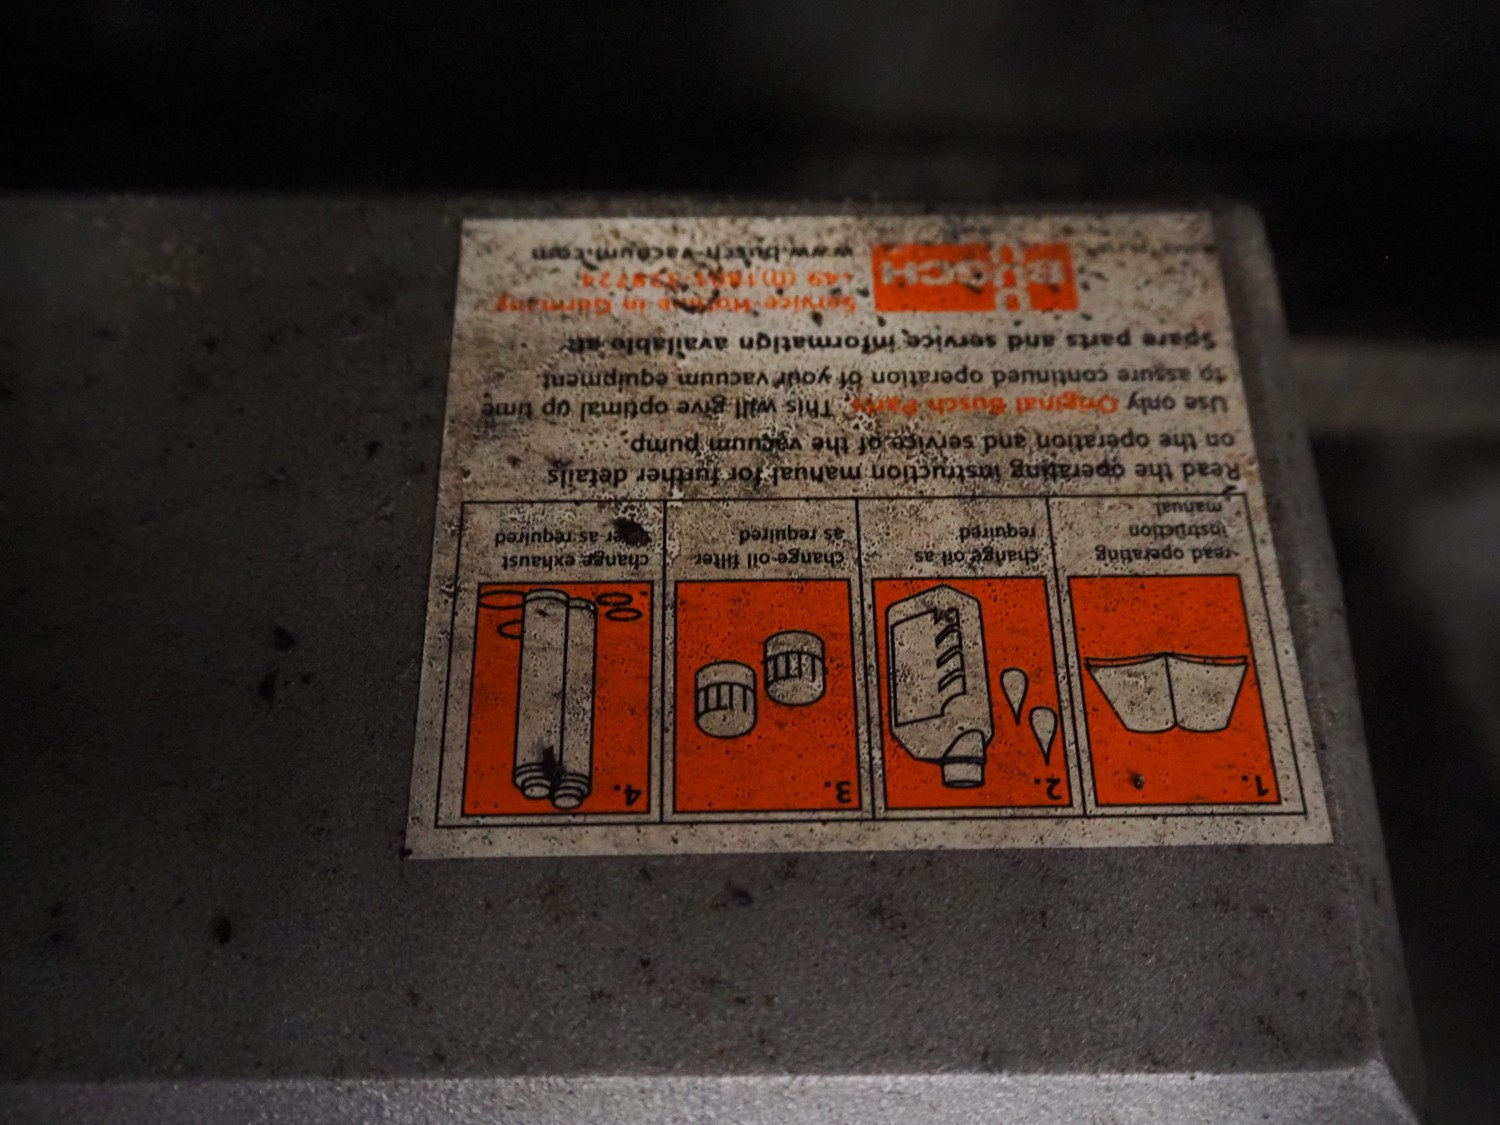 1.
2.
3.
4.
read operating
instruction
manual
change oil as
required
change oil filter
as required
change exhaust
filter as required
Read the operating instruction manual for further details
on the operation and service of the vacuum pump.
Use only Original Busch Parts. This will give optimal up time
to assure continued operation of your vacuum equipment.
Spare parts and service information available at:
BUSCH
Service Hotline in Germany
+49 (0)1801
www.busch-vacuum.com